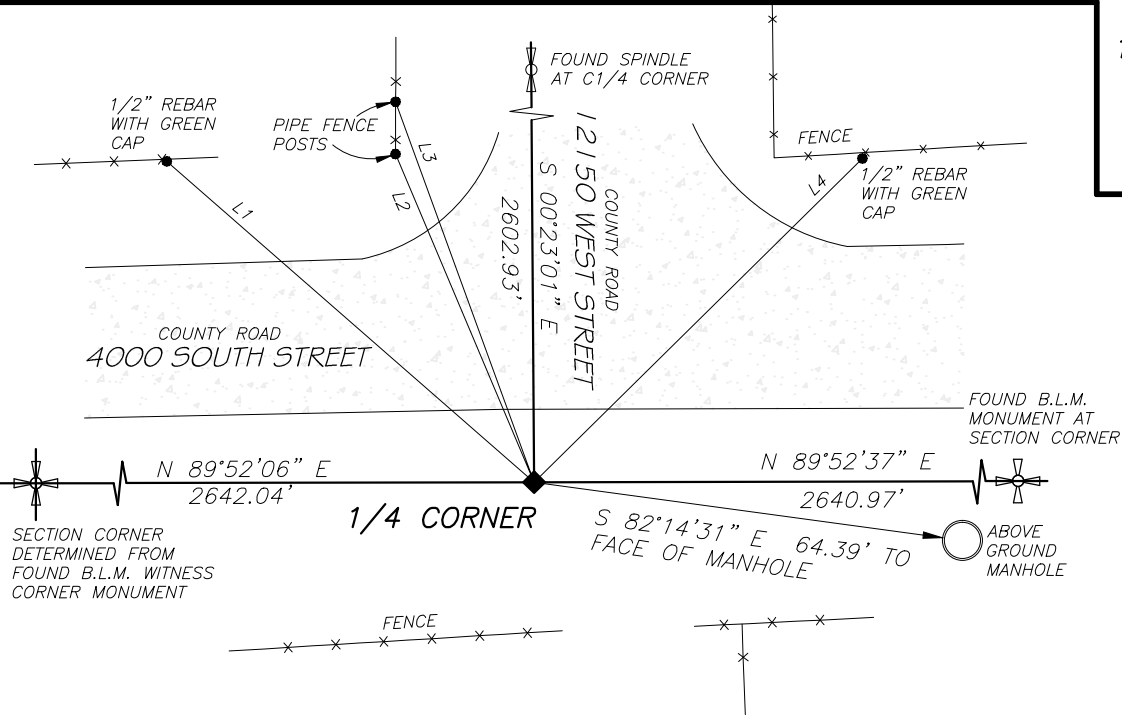 FOUND SPINDLE
AT C1/4 CORNER
1/2" REBAR
WITH GREEN
CAP
PIPE FENCE
POSTS
FENCE
1/2" REBAR
WITH GREEN
CAP
L1
L2
L3
L4
COUNTY ROAD
12150 WEST STREET
S 00°23'01" E
2602.93'
COUNTY ROAD
4000 SOUTH STREET
FOUND B.L.M.
MONUMENT AT
SECTION CORNER
N 89°52'06" E
2642.04'
N 89°52'37" E
2640.97'
1/4 CORNER
S 82°14'31" E 64.39' TO
FACE OF MANHOLE
ABOVE
GROUND
MANHOLE
SECTION CORNER
DETERMINED FROM
FOUND B.L.M. WITNESS
CORNER MONUMENT
FENCE